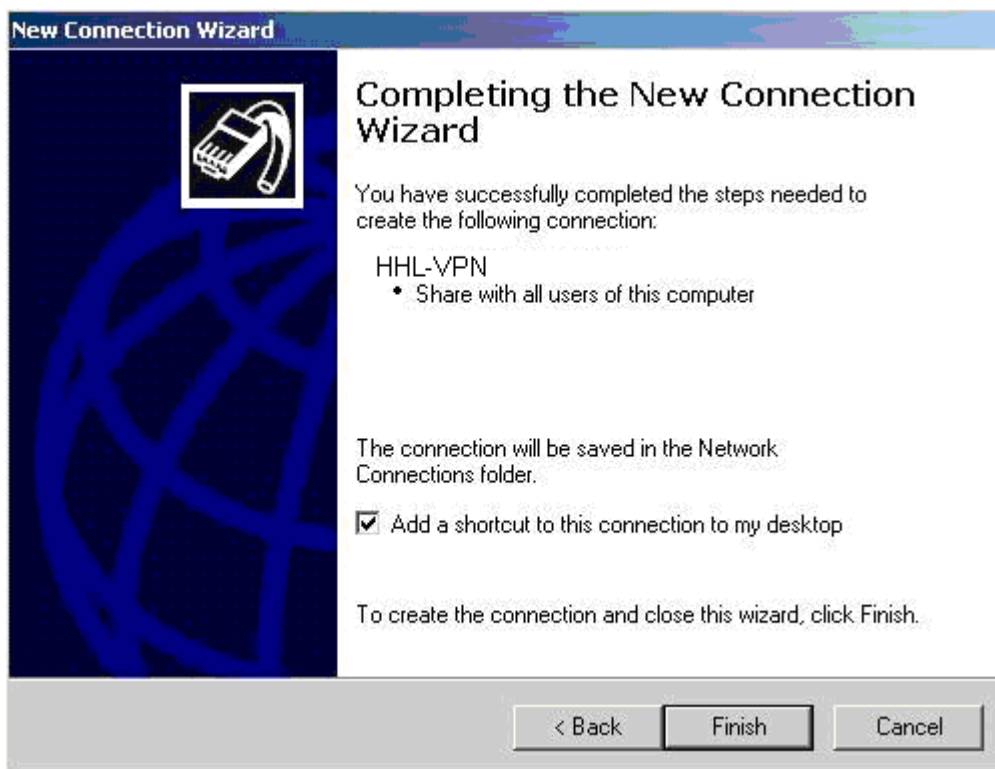 New Connection Wizard
Completing the New Connection
Wizard
You have successfully completed the steps needed to
create the following connection:
HHL-VPN
• Share with all users of this computer
The connection will be saved in the Network
Connections folder.
Add a shortcut to this connection to my desktop
To create the connection and close this wizard, click Finish.
< Back Finish Cancel